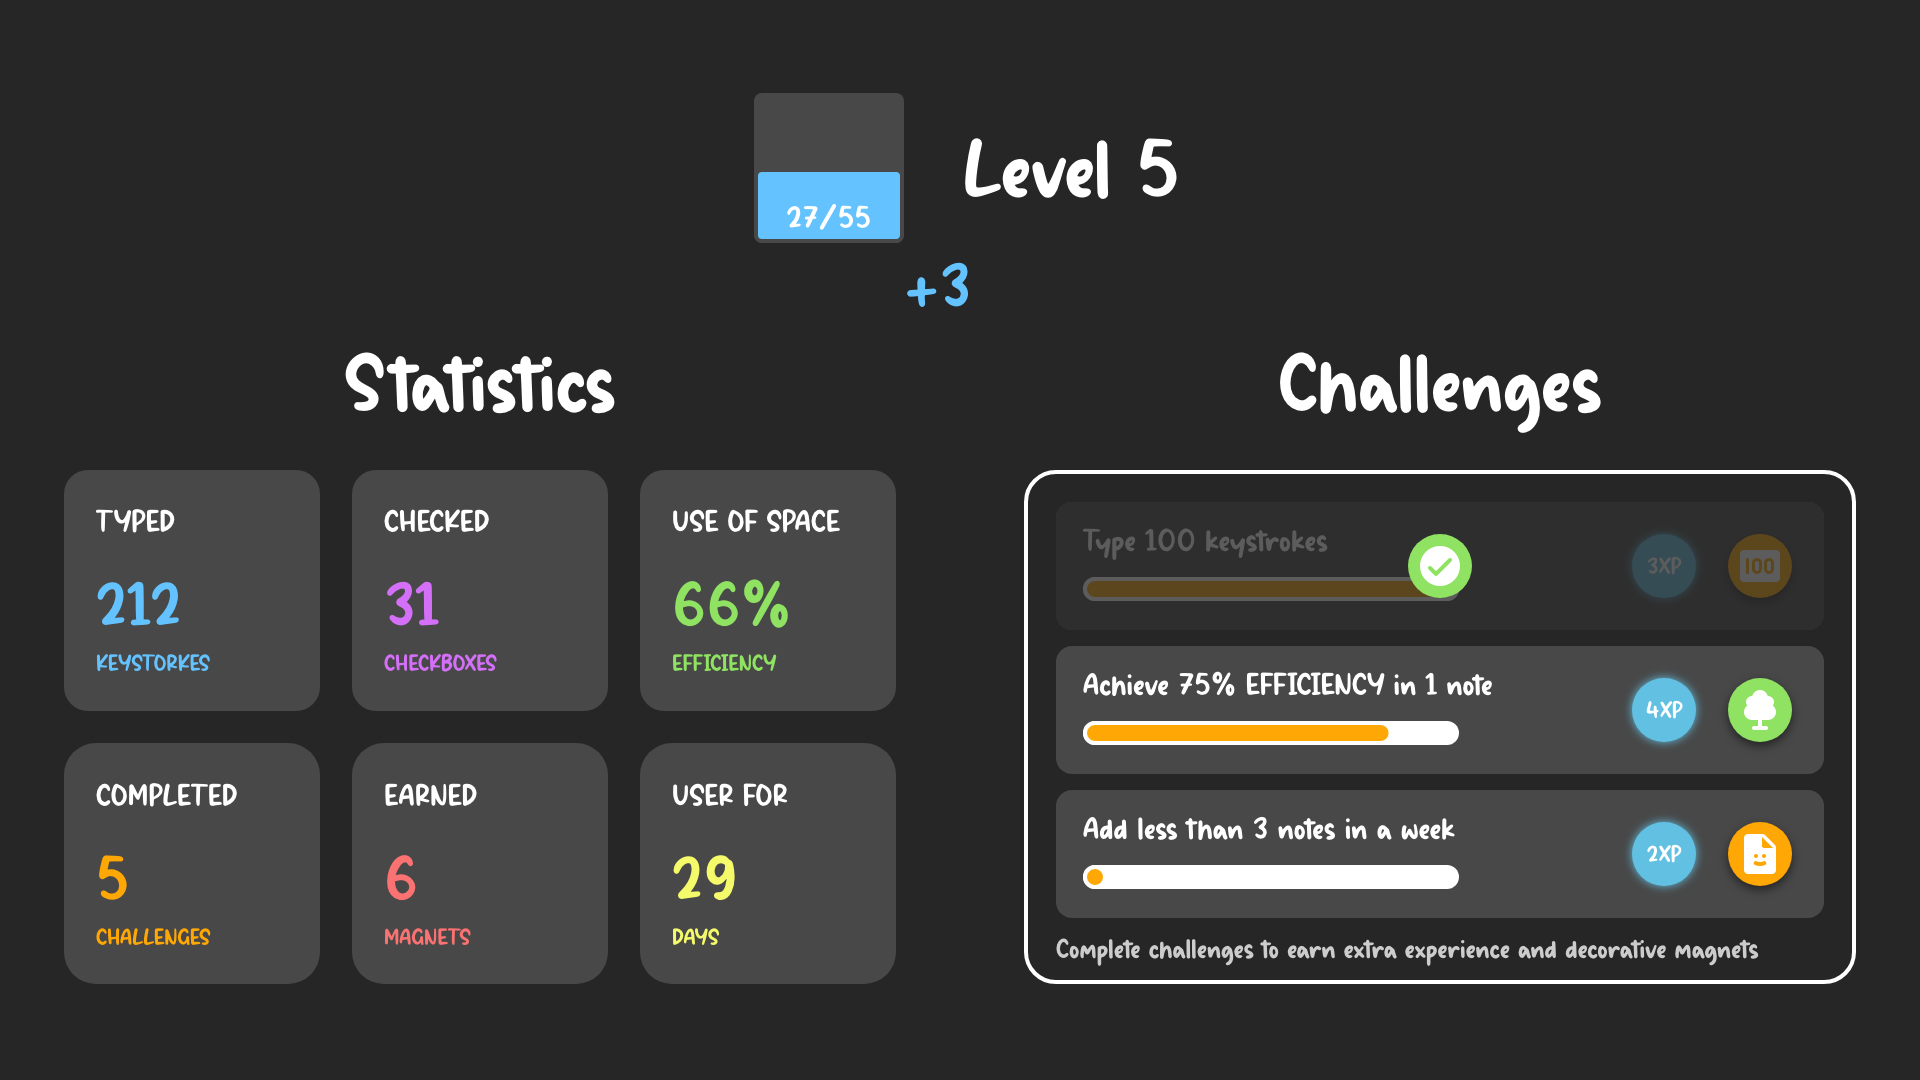 27/55
Level 5
+3
Statistics
TYPED
212
KEYSTORKES
CHECKED
31
CHECKBOXES
USE OF SPACE
66%
EFFICIENCY
COMPLETED
5
CHALLENGES
EARNED
6
MAGNETS
USER FOR
29
DAYS
Challenges
Type 100 keystrokes
3XP
100
Achieve 75% EFFICIENCY in 1 note
4XP
Add less than 3 notes in a week
2XP
Complete challenges to earn extra experience and decorative magnets